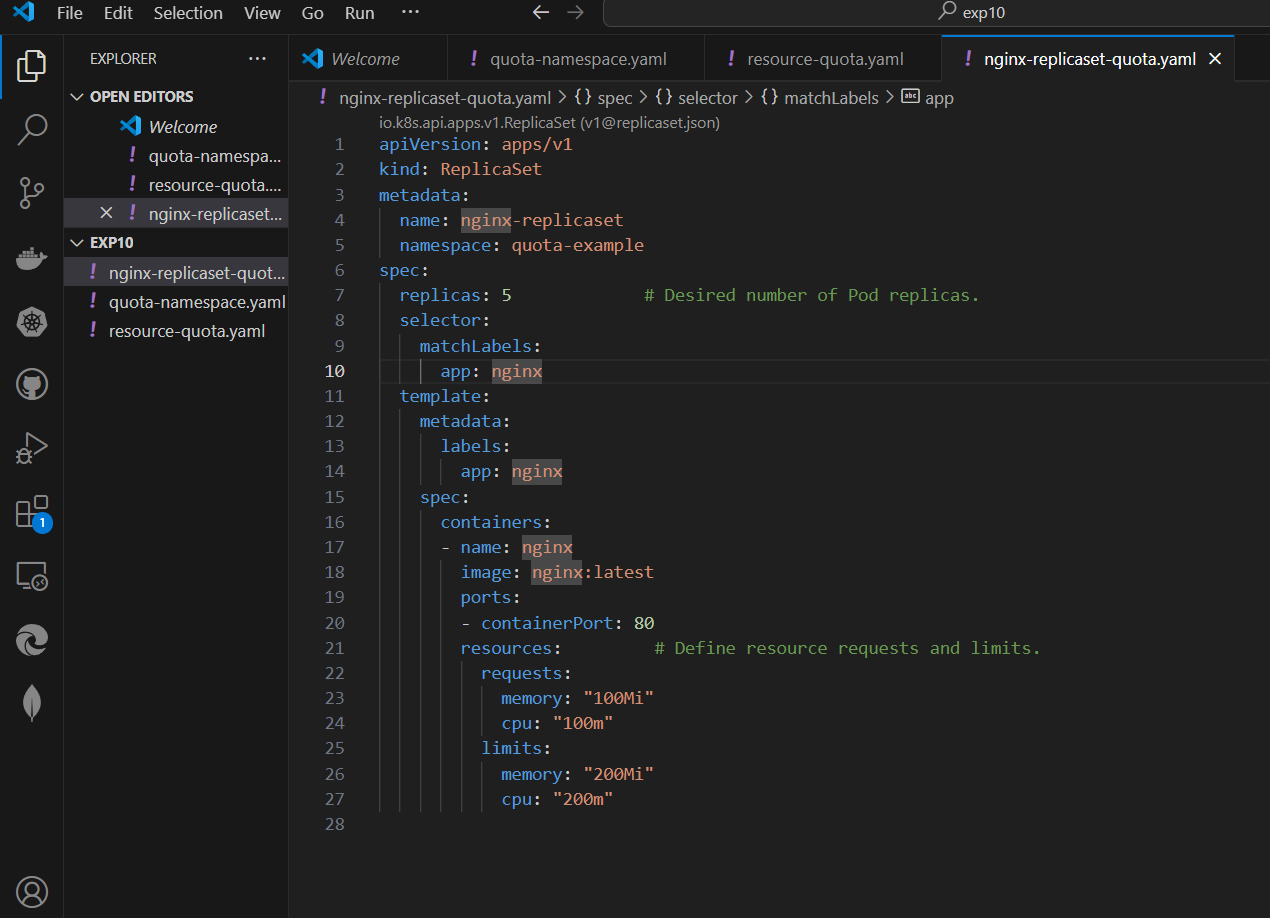 File Edit Selection View Go Run ···
exp10
EXPLORER ···
Welcome
! quota-namespace.yaml
! resource-quota.yaml
! nginx-replicaset-quota.yaml ×
OPEN EDITORS
Welcome
! quota-namespa...
! resource-quota....
× ! nginx-replicaset...
EXP10
! nginx-replicaset-quot...
! quota-namespace.yaml
! resource-quota.yaml
1
! nginx-replicaset-quota.yaml > {} spec > {} selector > {} matchLabels > abc app
io.k8s.api.apps.v1.ReplicaSet (v1@replicaset.json)
1 apiVersion: apps/v1
2 kind: ReplicaSet
3 metadata:
4   name: nginx-replicaset
5   namespace: quota-example
6 spec:
7   replicas: 5             # Desired number of Pod replicas.
8   selector:
9     matchLabels:
10       app: nginx
11   template:
12     metadata:
13       labels:
14         app: nginx
15     spec:
16       containers:
17       - name: nginx
18         image: nginx:latest
19         ports:
20         - containerPort: 80
21         resources:         # Define resource requests and limits.
22           requests:
23             memory: "100Mi"
24             cpu: "100m"
25           limits:
26             memory: "200Mi"
27             cpu: "200m"
28